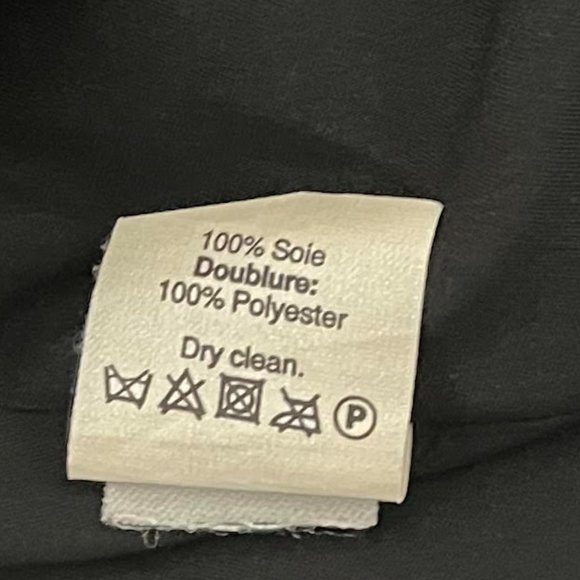 100% Soie
Doublure:
100% Polyester
Dry clean.
P